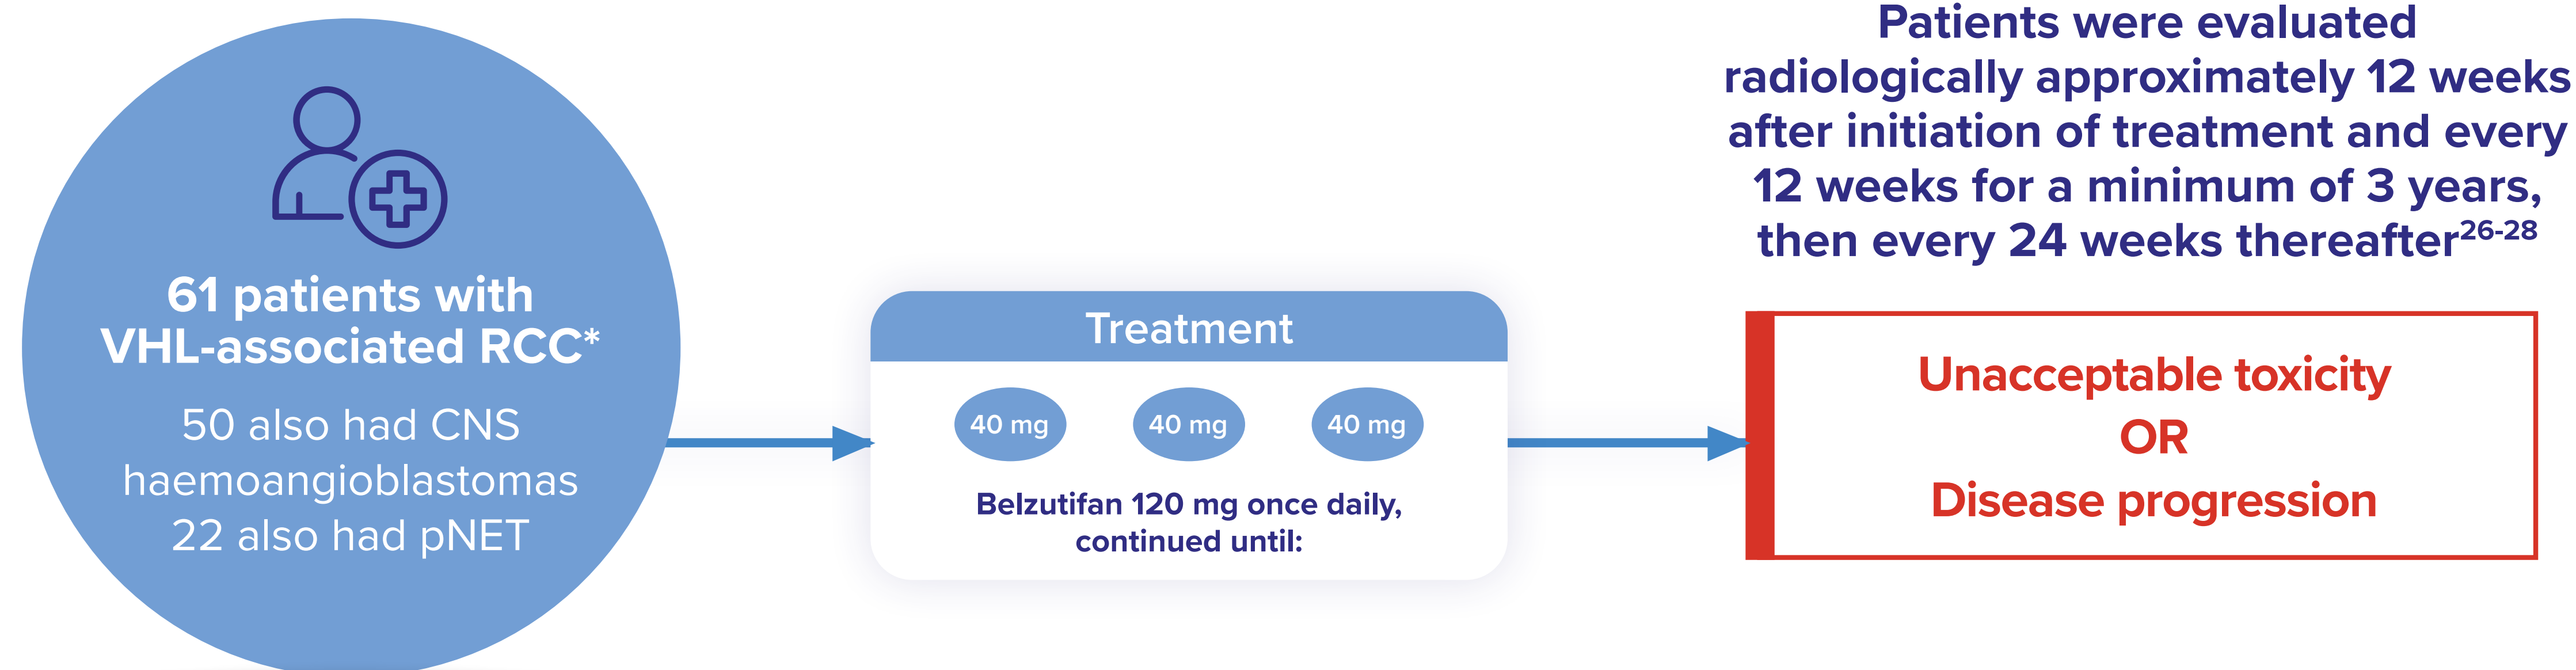 61 patients with
VHL-associated RCC*
50 also had CNS
haemoangioblastomas
22 also had pNET
Treatment
40 mg 40 mg 40 mg
Belzutifan 120 mg once daily,
continued until:
Patients were evaluated
radiologically approximately 12 weeks
after initiation of treatment and every
12 weeks for a minimum of 3 years,
then every 24 weeks thereafter26-28
Unacceptable toxicity
OR
Disease progression